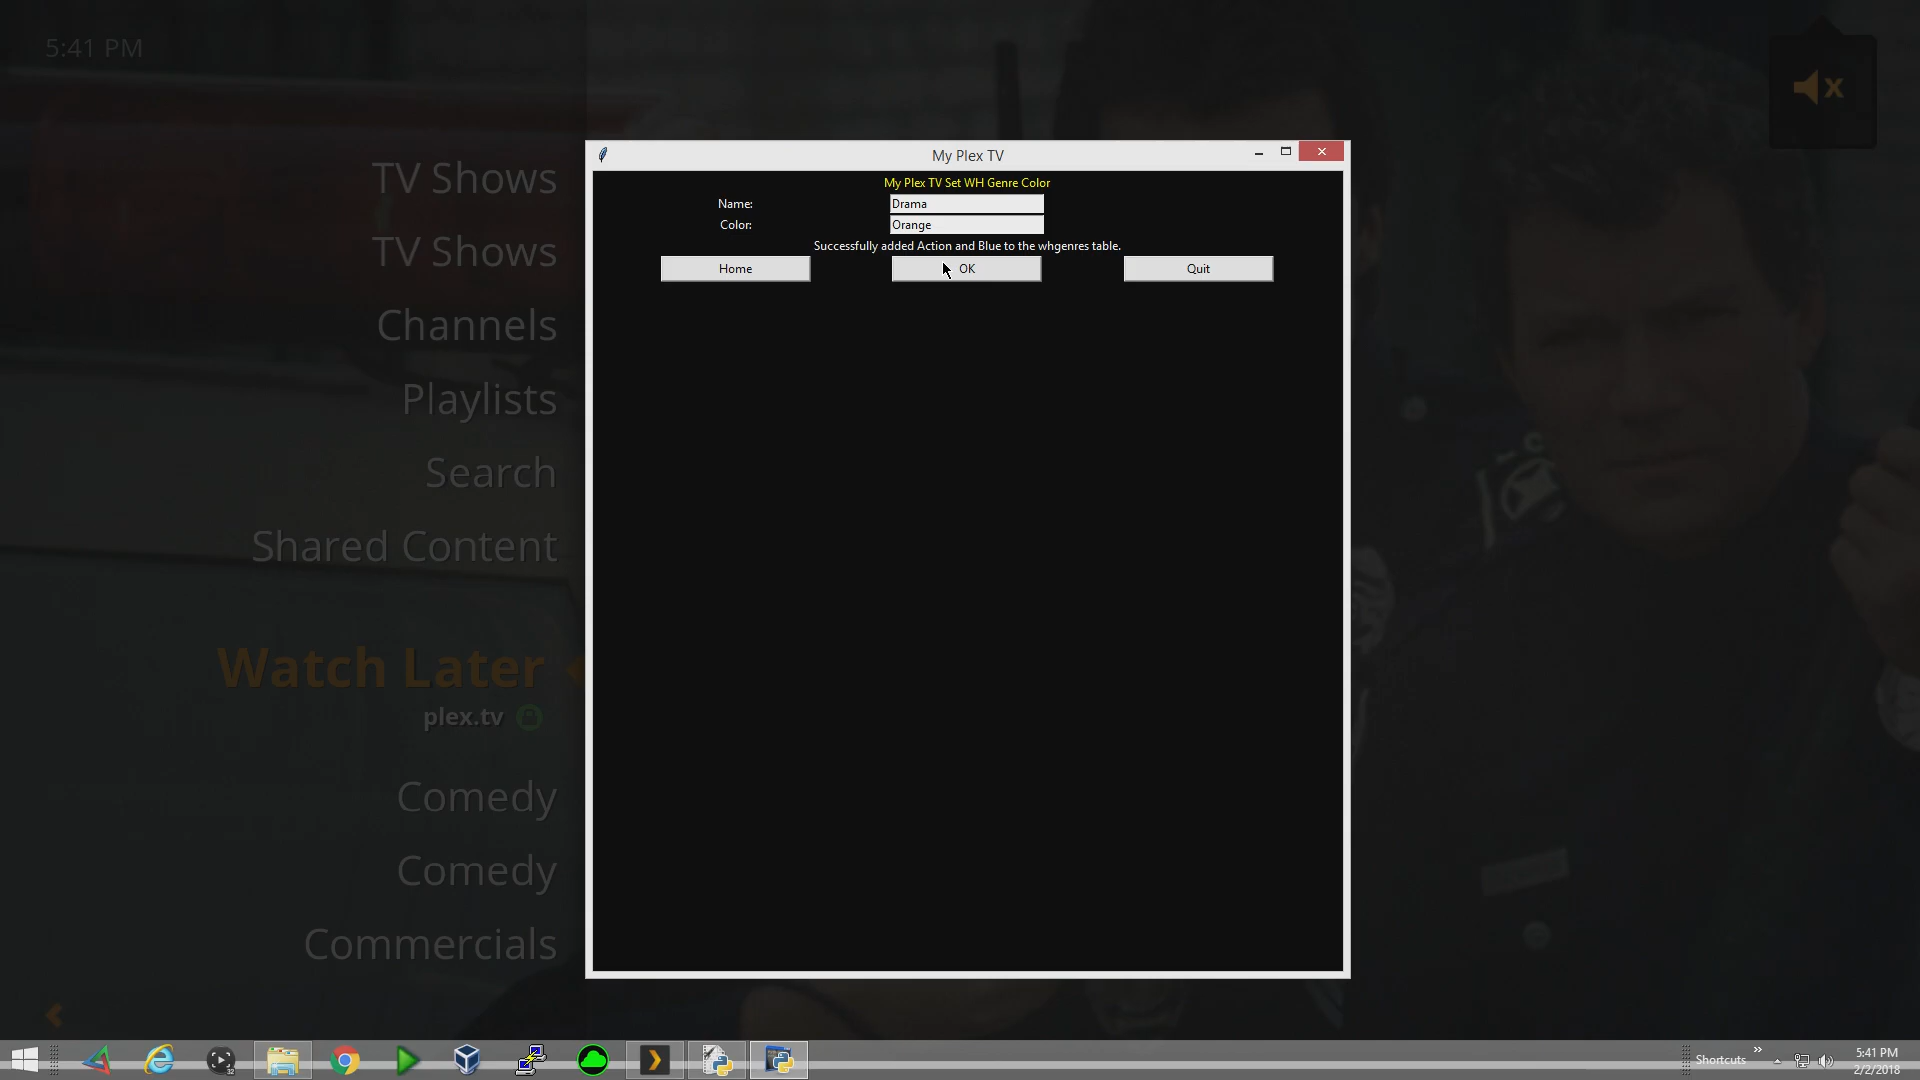 5:41 PM
TV Shows
TV Shows
Channels
Playlists
Search
Shared Content
Watch Later
plex.tv
Comedy
Comedy
Commercials
My Plex TV
My Plex TV Set WH Genre Color
Name:
Drama
Color:
Orange
Successfully added Action and Blue to the whgenres table.
Home
OK
Quit
32
Shortcuts
5:41 PM
2/2/2018